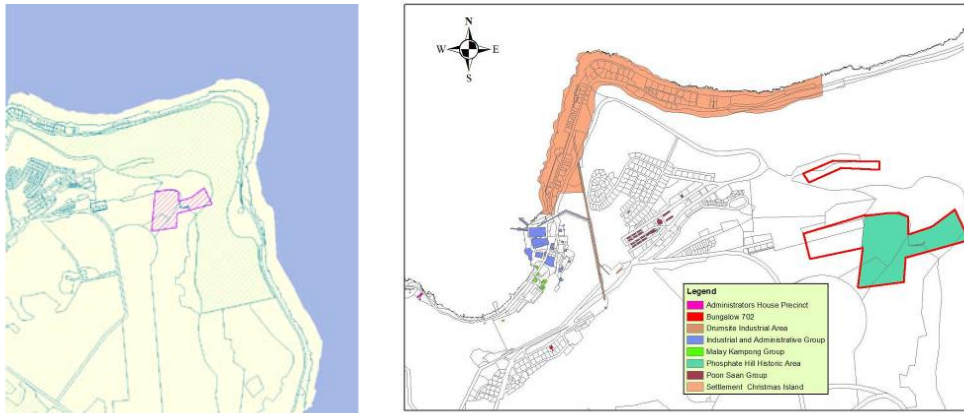 N
W E
S
Legend
Administrators House Precinct
Bungalow 702
Drumsite Industrial Area
Industrial and Administrative Group
Malay Kampong Group
Phosphate Hill Historic Area
Poon Saan Group
Settlement Christmas Island